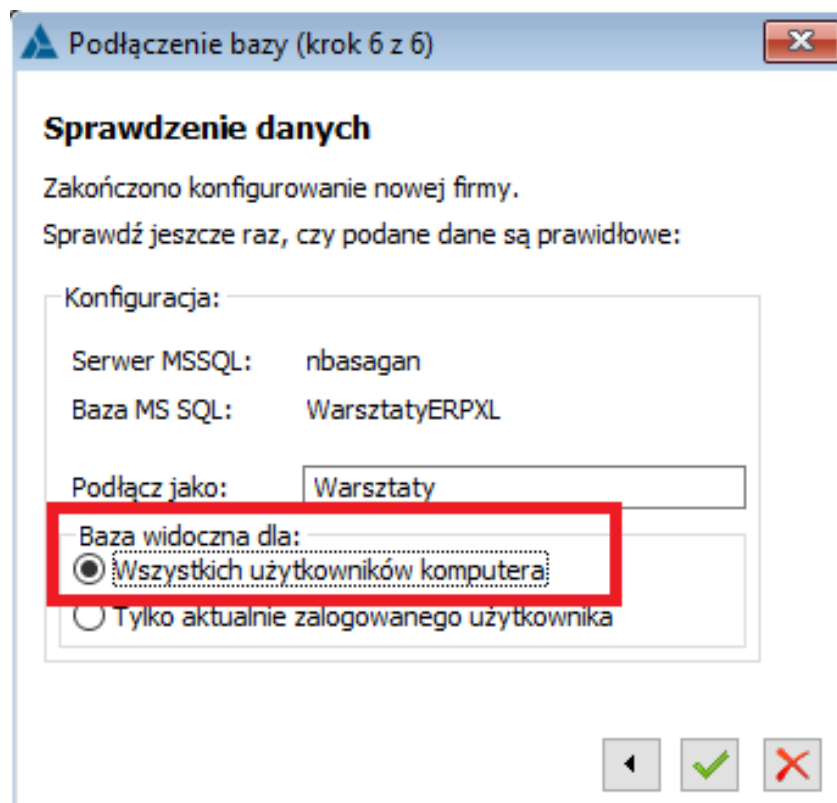 Podłączenie bazy (krok 6 z 6)
Sprawdzenie danych
Zakończono konfigurowanie nowej firmy.
Sprawdź jeszcze raz, czy podane dane są prawidłowe:
Konfiguracja:
Serwer MSSQL: nbasagan
Baza MS SQL: WarsztatyERPXL
Podłącz jako: Warsztaty
Baza widoczna dla:
Wszystkich użytkowników komputera
Tylko aktualnie zalogowanego użytkownika